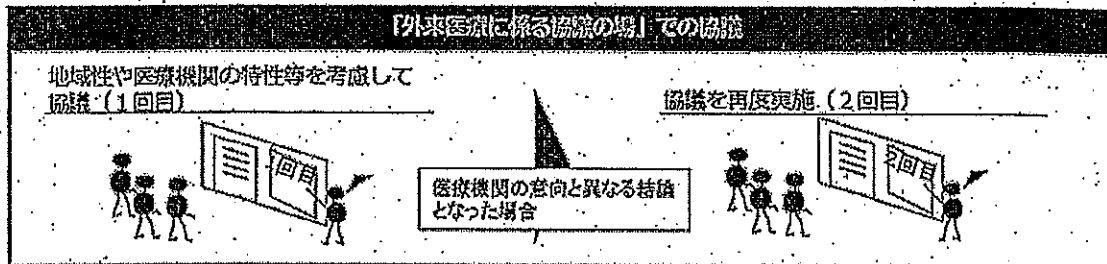 「外来医療に係る協議の場」での協議
地域性や医療機関の特性等を考慮して
協議（1回目）
協議を再度実施（2回目）
1回目
2回目
医療機関の意向と異なる結論
となった場合